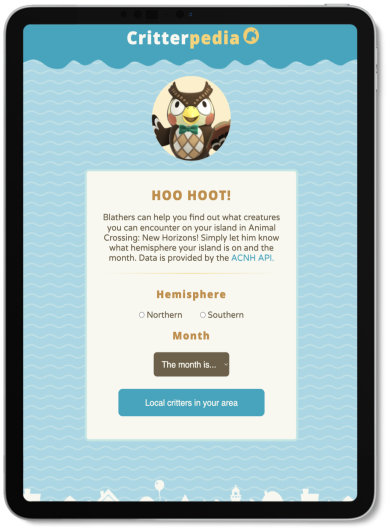 Critterpedia
HOO HOOT!
Blathers can help you find out what creatures
you can encounter on your island in Animal
Crossing: New Horizons! Simply let him know
what hemisphere your island is on and the
month. Data is provided by the ACNH API.
Hemisphere
Northern Southern
Month
The month is...
Local critters in your area